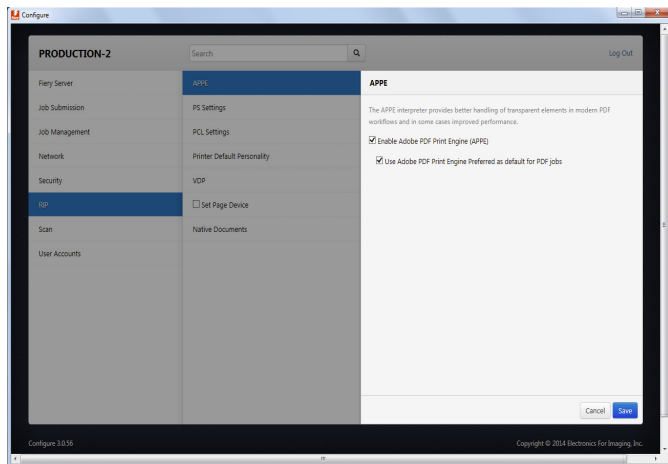 Configure
PRODUCTION-2
Search
Log Out
Fiery Server
Job Submission
Job Management
Network
Security
RIP
Scan
User Accounts
APPE
PS Settings
PCL Settings
Printer Default Personality
VDP
Set Page Device
Native Documents
APPE
The APPE interpreter provides better handling of transparent elements in modern PDF
workflows and in some cases improved performance.
Enable Adobe PDF Print Engine (APPE)
Use Adobe PDF Print Engine Preferred as default for PDF jobs
Cancel
Save
Configure 3.0.56
Copyright © 2014 Electronics For Imaging, Inc.